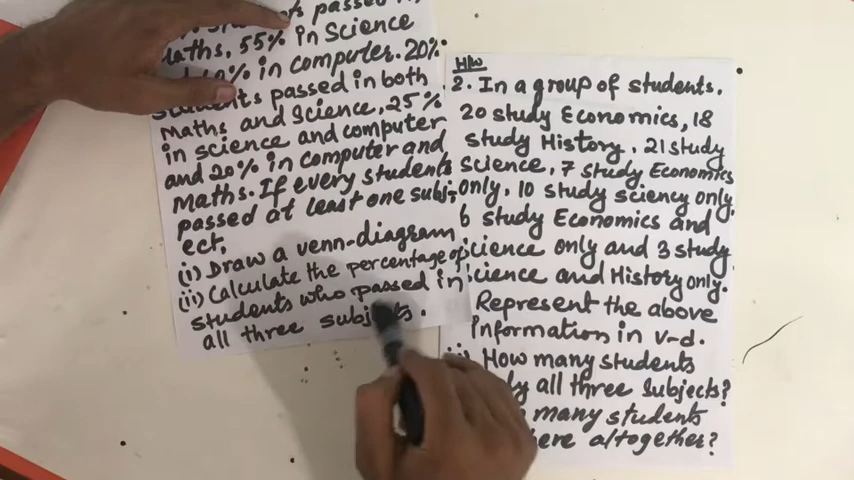 passed
Maths, 55% in Science
% in computer. 20%
students passed in both
Maths and Science, 25%
in science and computer
and 20% in computer and
Maths. If every students
passed at least one subj-
ect,
(i) Draw a venn-diagram
(ii) Calculate the percentage of
students who passed in
all three subjects.
H/W
2. In a group of students.
20 study Economics, 18
study History, 21 study
science, 7 study Economics
only, 10 study sciency only,
6 study Economics and
science only and 3 study
science and History only.
Represent the above
information in v-d.
How many students
all three subjects?
many students
altogether?